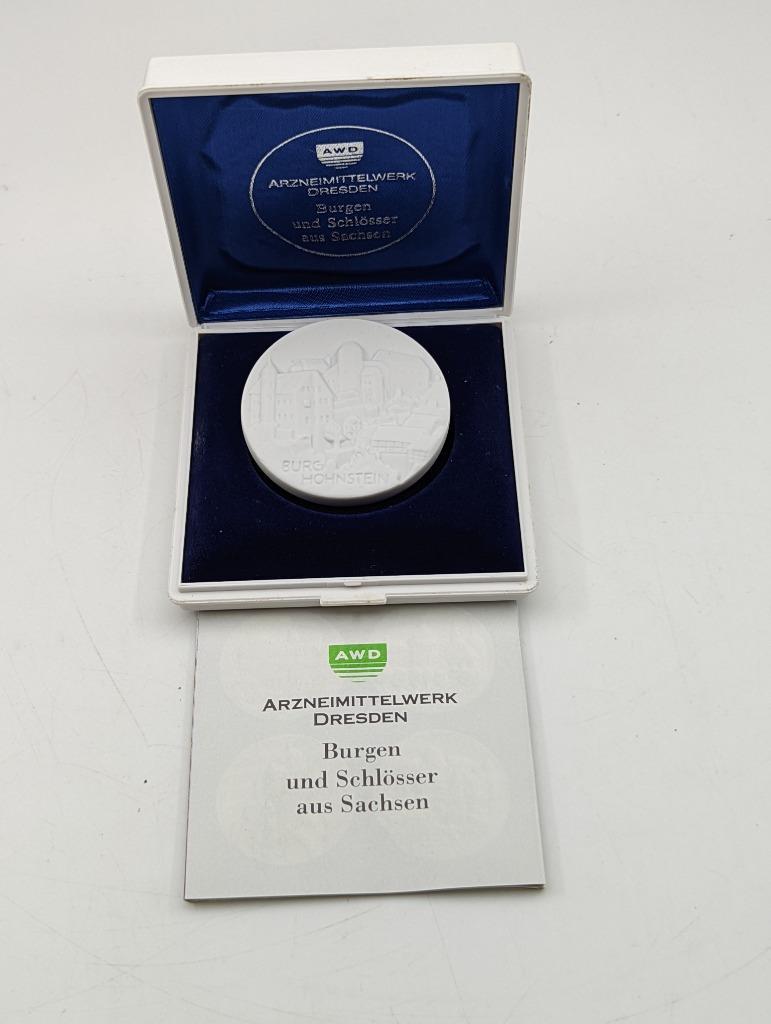 AWD
ARZNEIMITTELWERK
DRESDEN
Burgen
und Schlösser
aus Sachsen
BURG
HOHNSTEIN
AWD
ARZNEIMITTELWERK
DRESDEN
Burgen
und Schlösser
aus Sachsen